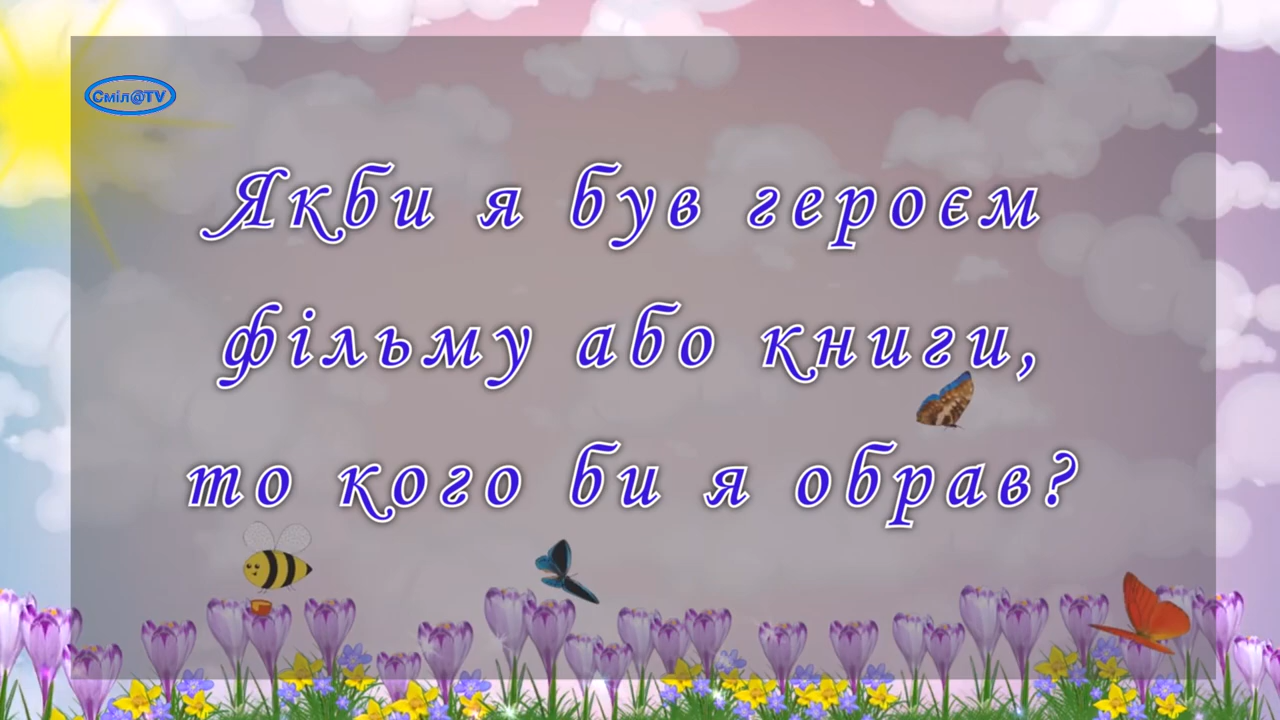 Сміл@TV
Якби я був героєм
фільму або книги,
то кого би я обрав?